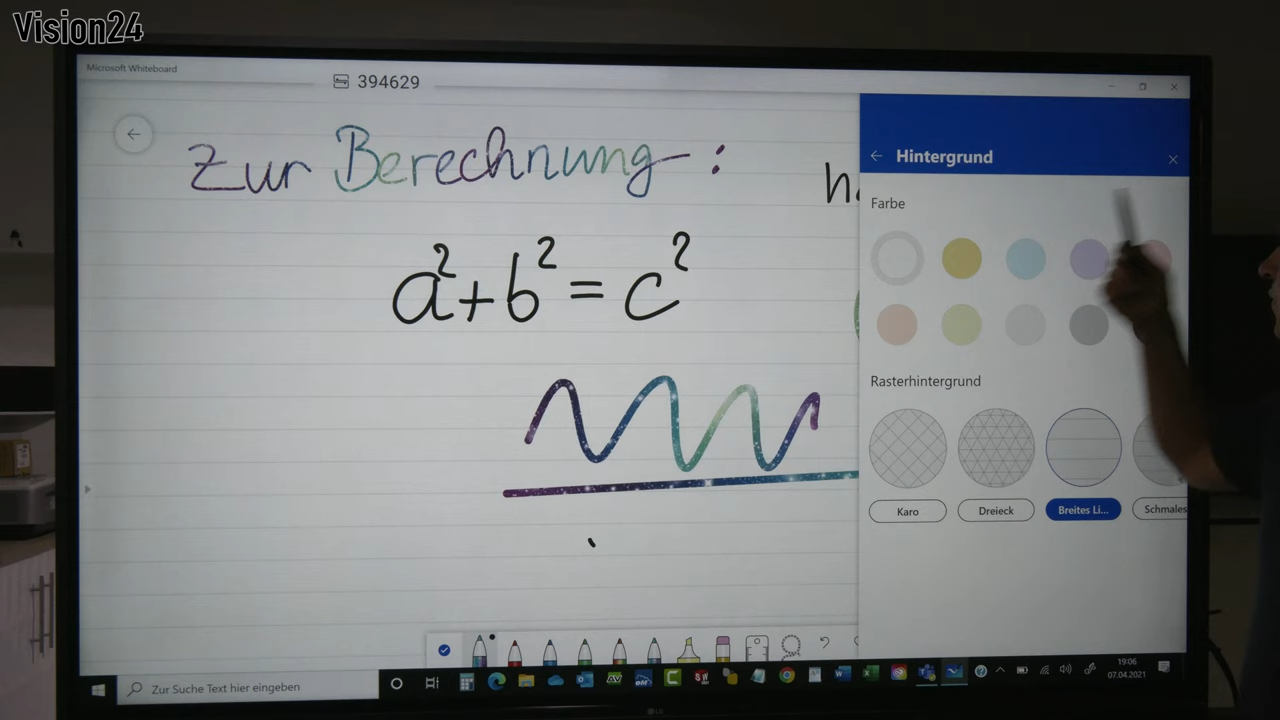 Vision24
Microsoft Whiteboard
394629
Zur Berechnung :
Hintergrund
Farbe
a²+b² = c²
Rasterhintergrund
Karo
Dreieck
Breites Li...
Schmales
Zur Suche Text hier eingeben
19:06
07.04.2021
LG